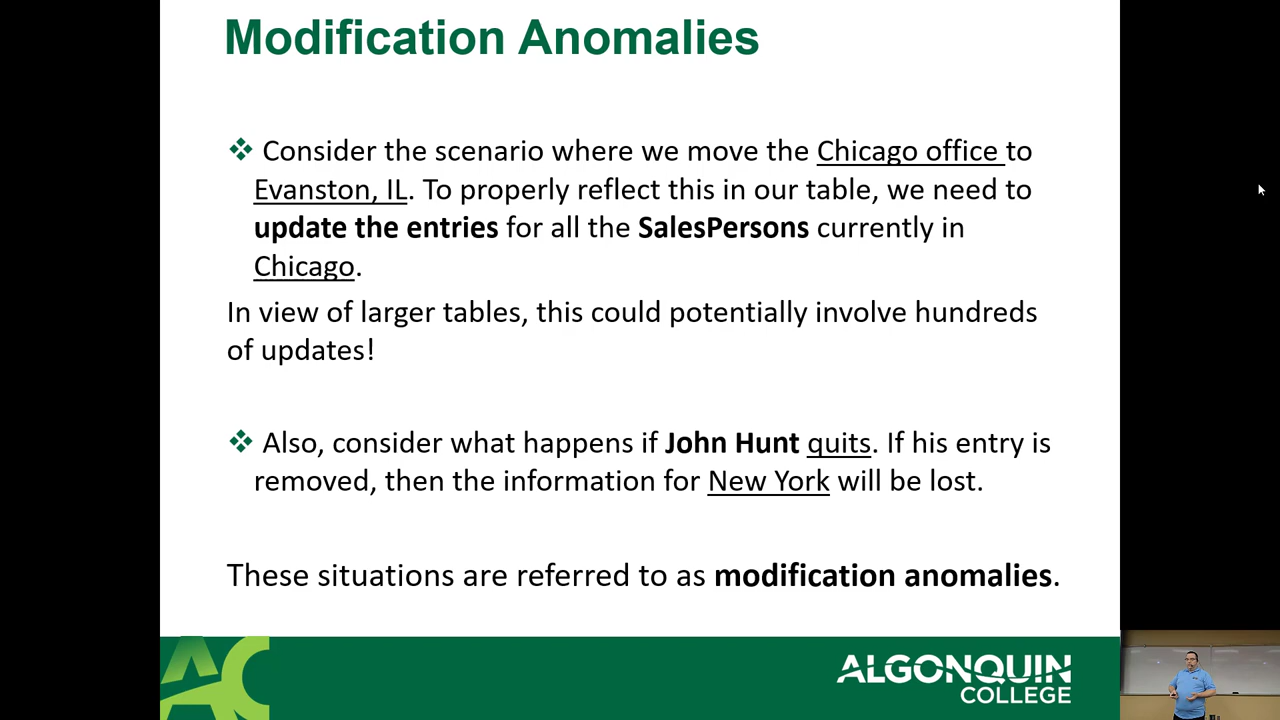 Modification Anomalies
Consider the scenario where we move the Chicago office to
Evanston, IL. To properly reflect this in our table, we need to
update the entries for all the SalesPersons currently in
Chicago.
In view of larger tables, this could potentially involve hundreds
of updates!
Also, consider what happens if John Hunt quits. If his entry is
removed, then the information for New York will be lost.
These situations are referred to as modification anomalies.
AC
ALGONQUIN
COLLEGE